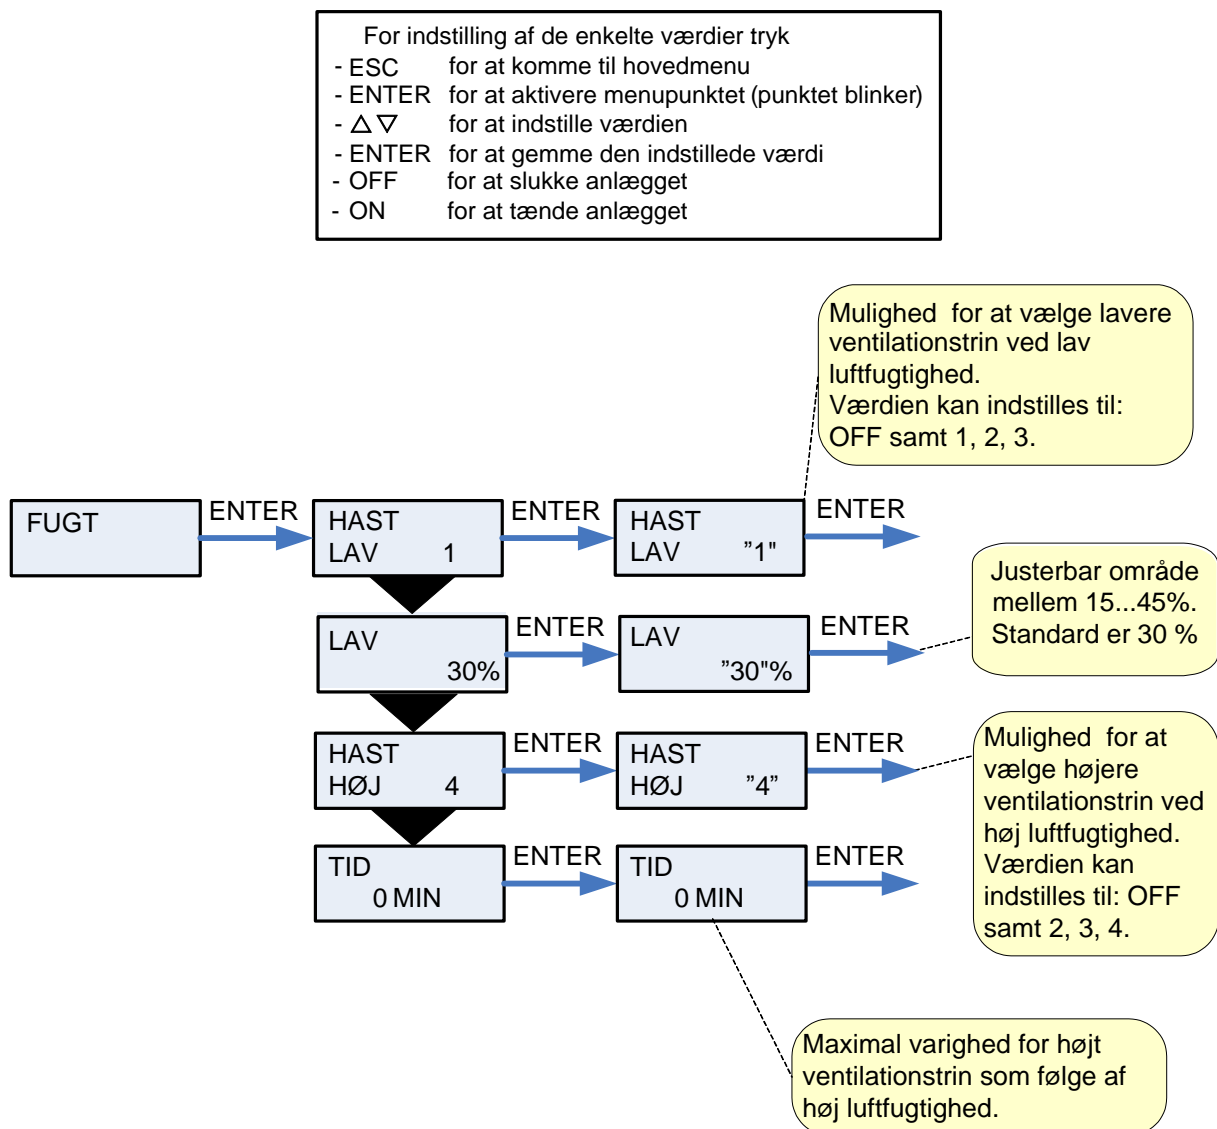 For indstilling af de enkelte værdier tryk
- ESC for at komme til hovedmenu
- ENTER for at aktivere menupunktet (punktet blinker)
- △▽ for at indstille værdien
- ENTER for at gemme den indstillede værdi
- OFF for at slukke anlægget
- ON for at tænde anlægget
Mulighed for at vælge lavere
ventilationstrin ved lav
luftfugtighed.
Værdien kan indstilles til:
OFF samt 1, 2, 3.
FUGT
ENTER
HAST
LAV 1
ENTER
HAST
LAV ”1"
ENTER
LAV
30%
ENTER
LAV
”30"%
ENTER
Justerbar område
mellem 15...45%.
Standard er 30 %
HAST
HØJ 4
ENTER
HAST
HØJ ”4”
ENTER
Mulighed for at
vælge højere
ventilationstrin ved
høj luftfugtighed.
Værdien kan
indstilles til: OFF
samt 2, 3, 4.
TID
0 MIN
ENTER
TID
0 MIN
ENTER
Maximal varighed for højt
ventilationstrin som følge af
høj luftfugtighed.